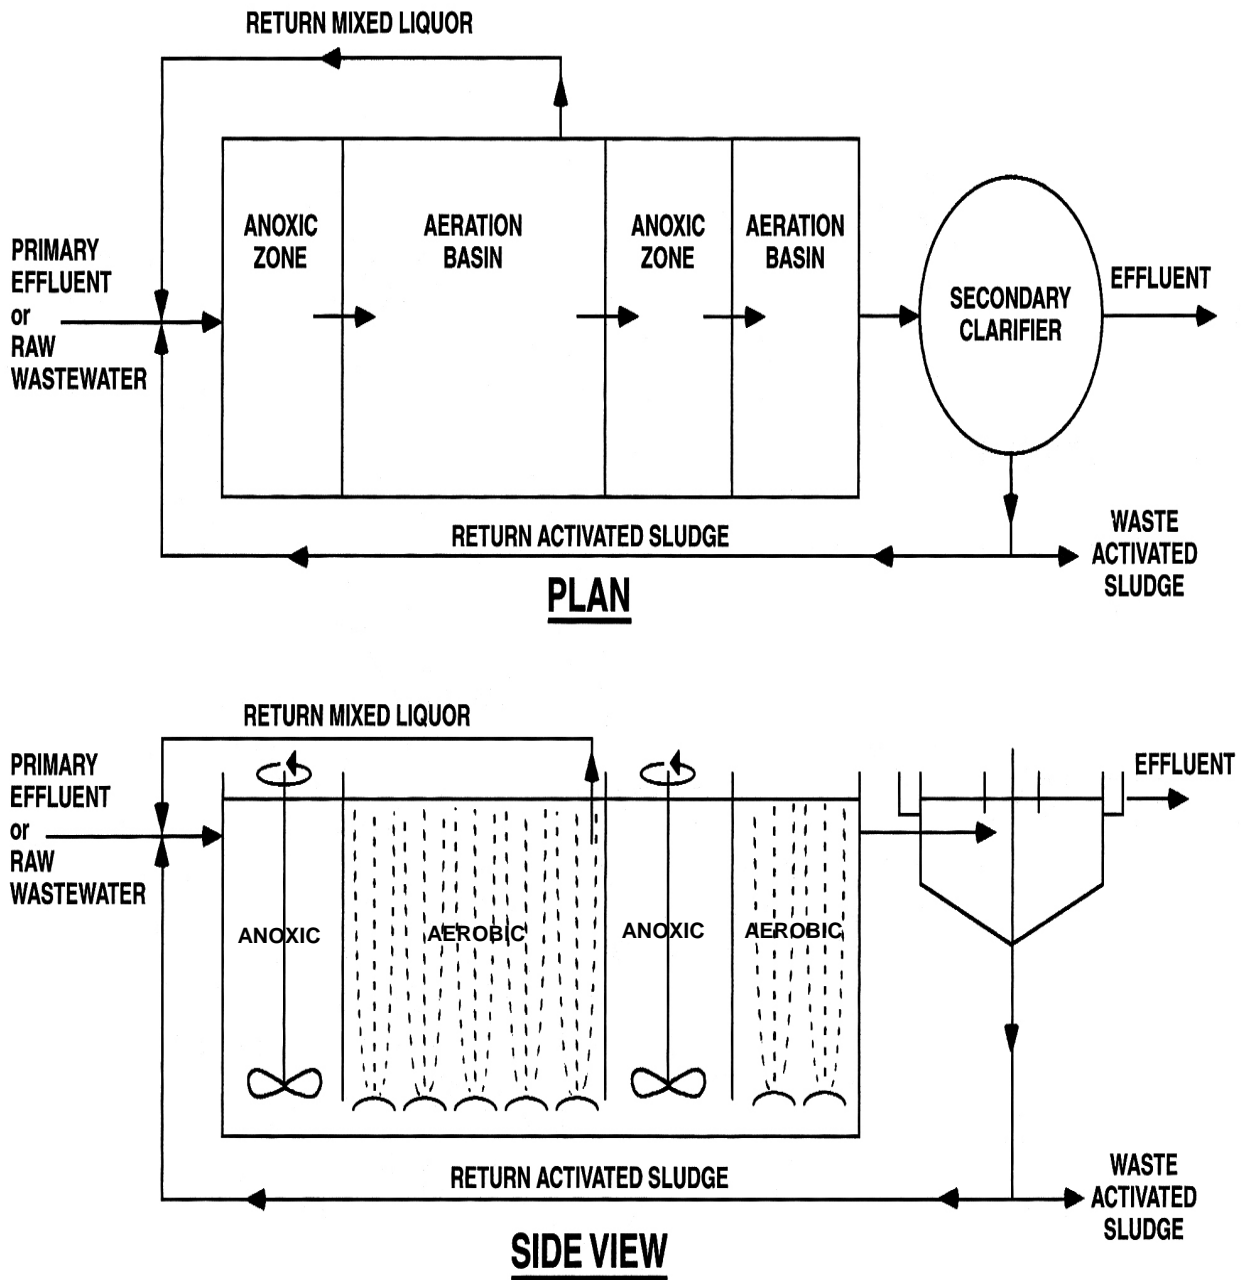 RETURN MIXED LIQUOR
ANOXIC
ZONE
AERATION
BASIN
ANOXIC
ZONE
AERATION
BASIN
PRIMARY
EFFLUENT
or
RAW
WASTEWATER
SECONDARY
CLARIFIER
EFFLUENT
RETURN ACTIVATED SLUDGE
WASTE
ACTIVATED
SLUDGE
PLAN
RETURN MIXED LIQUOR
PRIMARY
EFFLUENT
or
RAW
WASTEWATER
EFFLUENT
ANOXIC
AEROBIC
ANOXIC
AEROBIC
RETURN ACTIVATED SLUDGE
WASTE
ACTIVATED
SLUDGE
SIDE VIEW